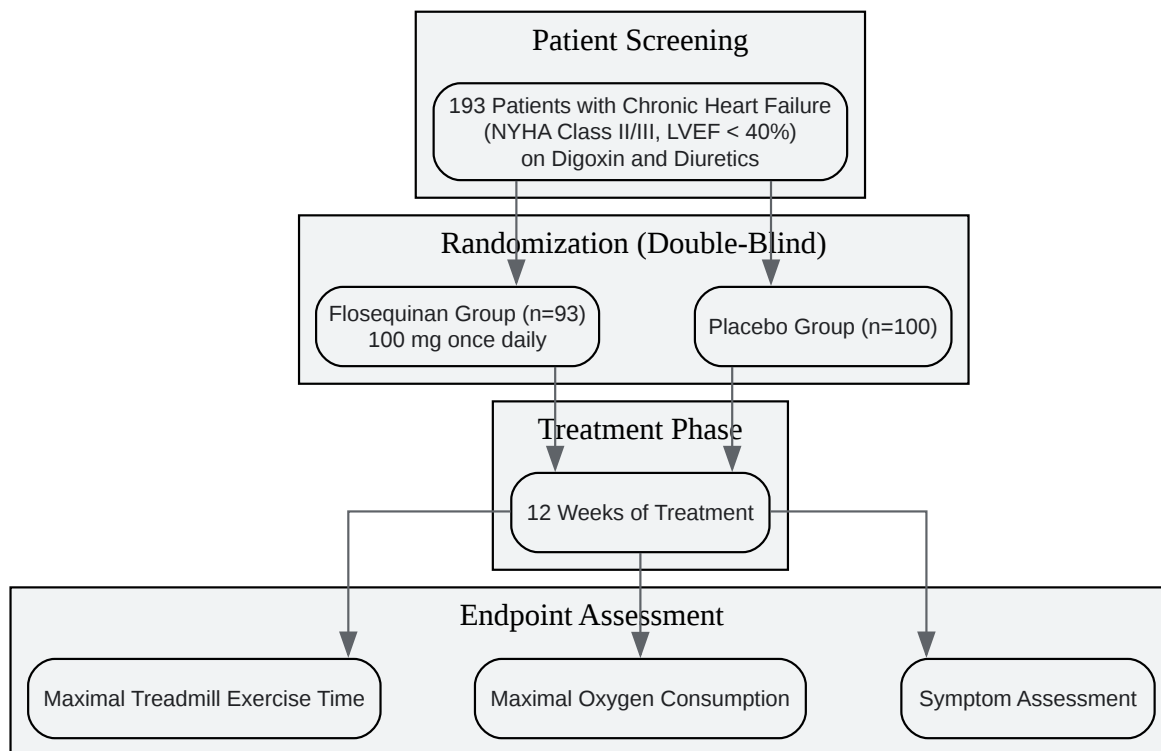 Patient Screening
193 Patients with Chronic Heart Failure
(NYHA Class II/III, LVEF < 40%)
on Digoxin and Diuretics
Randomization (Double-Blind)
Flosequinan Group (n=93)
100 mg once daily
Placebo Group (n=100)
Treatment Phase
12 Weeks of Treatment
Endpoint Assessment
Maximal Treadmill Exercise Time
Maximal Oxygen Consumption
Symptom Assessment